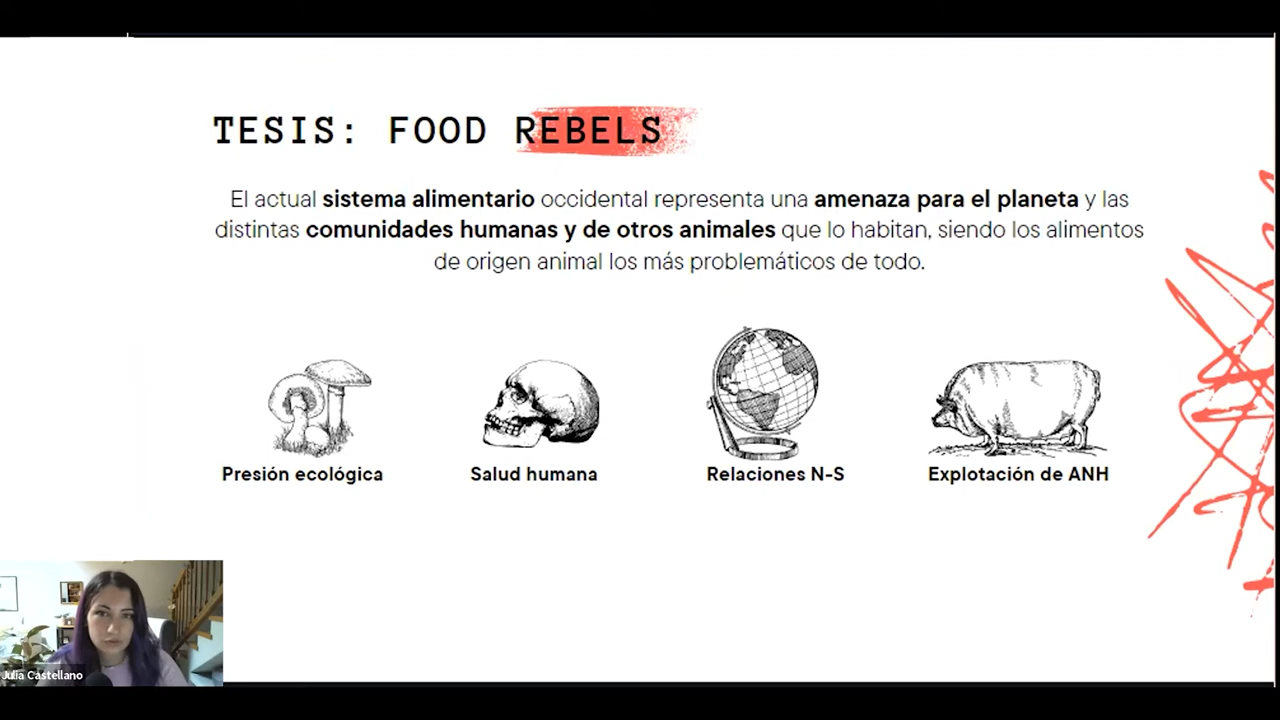 TESIS: FOOD REBELS
El actual sistema alimentario occidental representa una amenaza para el planeta y las
distintas comunidades humanas y de otros animales que lo habitan, siendo los alimentos
de origen animal los más problemáticos de todo.
Presión ecológica
Salud humana
Relaciones N-S
Explotación de ANH
Julia Castellano